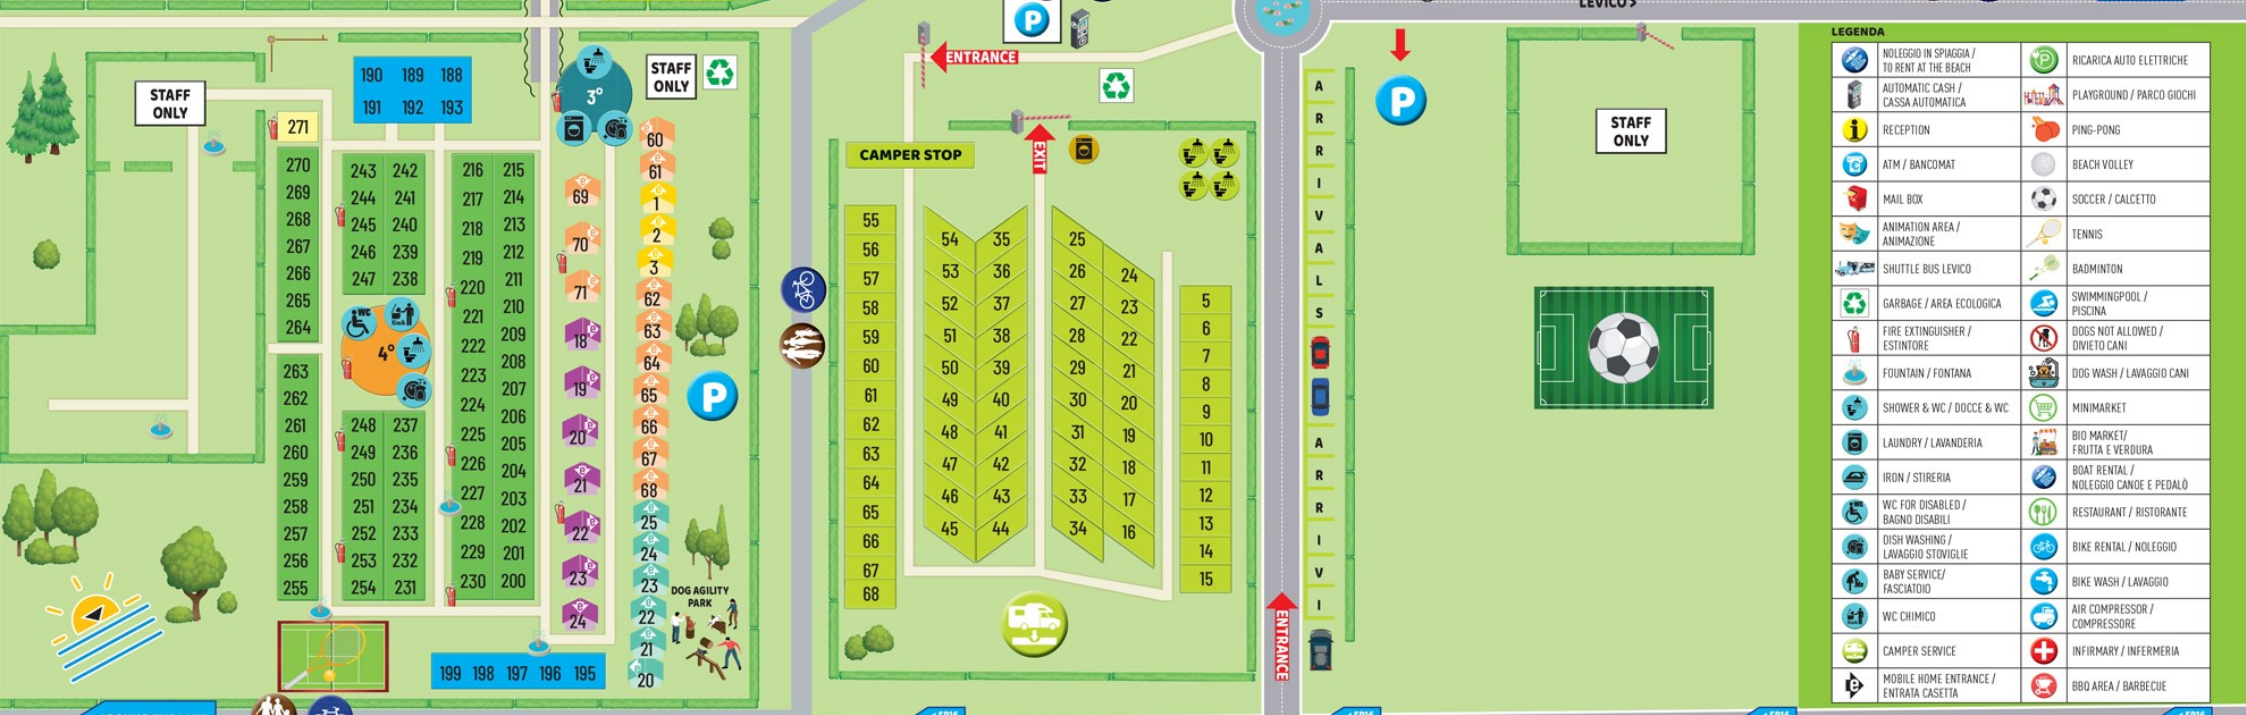 LEVICO >
P
ENTRANCE
STAFF
ONLY
190 189 188
191 192 193
3°
STAFF
ONLY
271
270
269
268
267
266
265
264
263
262
261
260
259
258
257
256
255
243 242
244 241
245 240
246 239
247 238
4°
WC
248 237
249 236
250 235
251 234
252 233
253 232
254 231
216 215
217 214
218 213
219 212
220 211
221 210
222 209
223 208
224 207
225 206
226 205
227 204
228 203
229 202
230 201
200
69
70
71
18
19
20
21
22
23
24
60
61
1
2
3
62
63
64
65
66
67
68
25
24
23
22
21
20
P
DOG AGILITY
PARK
199 198 197 196 195
CAMPER STOP
EXIT
55
56
57
58
59
60
61
62
63
64
65
66
67
68
54 35
53 36
52 37
51 38
50 39
49 40
48 41
47 42
46 43
45 44
25
26 24
27 23
28 22
29 21
30 20
31 19
32 18
33 17
34 16
5
6
7
8
9
10
11
12
13
14
15
ENTRANCE
ARRIVALS
ARRIVI
P
STAFF
ONLY
LEGENDA
NOLEGGIO IN SPIAGGIA /
TO RENT AT THE BEACH
AUTOMATIC CASH /
CASSA AUTOMATICA
RECEPTION
ATM / BANCOMAT
MAIL BOX
ANIMATION AREA /
ANIMAZIONE
SHUTTLE BUS LEVICO
GARBAGE / AREA ECOLOGICA
FIRE EXTINGUISHER /
ESTINTORE
FOUNTAIN / FONTANA
SHOWER & WC / DOCCE & WC
LAUNDRY / LAVANDERIA
IRON / STIRERIA
WC FOR DISABLED /
BAGNO DISABILI
DISH WASHING /
LAVAGGIO STOVIGLIE
BABY SERVICE/
FASCIATOIO
WC CHIMICO
CAMPER SERVICE
MOBILE HOME ENTRANCE /
ENTRATA CASETTA
RICARICA AUTO ELETTRICHE
PLAYGROUND / PARCO GIOCHI
PING-PONG
BEACH VOLLEY
SOCCER / CALCETTO
TENNIS
BADMINTON
SWIMMINGPOOL /
PISCINA
DOGS NOT ALLOWED /
DIVIETO CANI
DOG WASH / LAVAGGIO CANI
MINIMARKET
BIO MARKET/
FRUTTA E VERDURA
BOAT RENTAL /
NOLEGGIO CANOE E PEDALÒ
RESTAURANT / RISTORANTE
BIKE RENTAL / NOLEGGIO
BIKE WASH / LAVAGGIO
AIR COMPRESSOR /
COMPRESSORE
INFIRMARY / INFERMERIA
BBQ AREA / BARBECUE